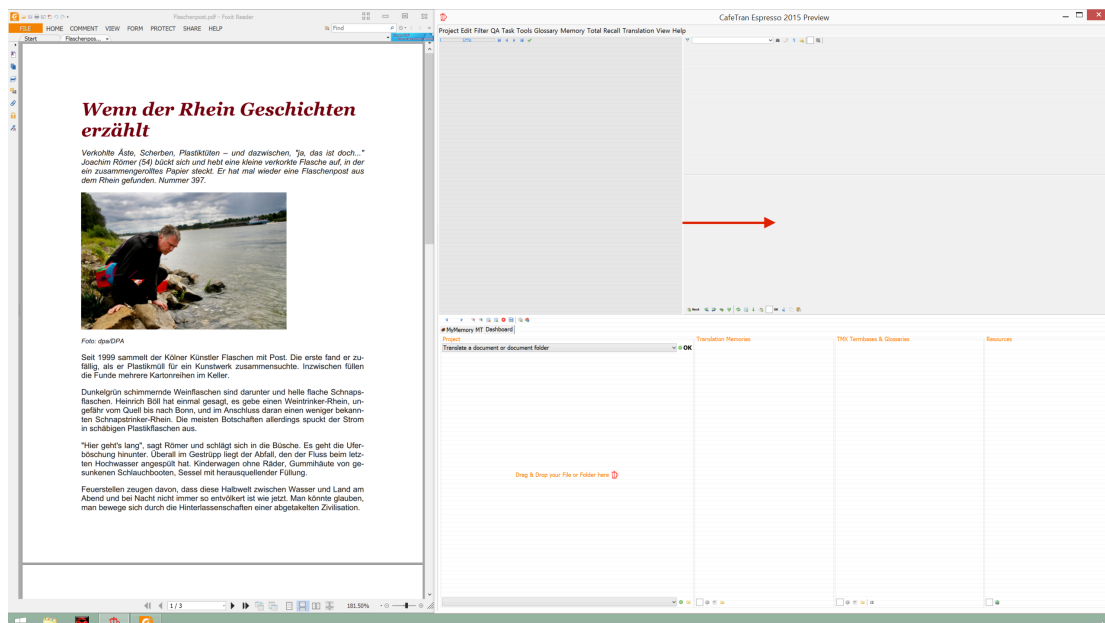 Flaschenpost.pdf - Foxit Reader
FILE HOME COMMENT VIEW FORM PROTECT SHARE HELP
Find
Start Flaschenpos...
Wenn der Rhein Geschichten
erzählt
Verkohlte Äste, Scherben, Plastiktüten – und dazwischen, "ja, das ist doch..."
Joachim Römer (54) bückt sich und hebt eine kleine verkorkte Flasche auf, in der
ein zusammengerolltes Papier steckt. Er hat mal wieder eine Flaschenpost aus
dem Rhein gefunden. Nummer 397.
Foto: dpa/DPA
Seit 1999 sammelt der Kölner Künstler Flaschen mit Post. Die erste fand er zu-
fällig, als er Plastikmüll für ein Kunstwerk zusammensuchte. Inzwischen füllen
die Funde mehrere Kartonreihen im Keller.
Dunkelgrün schimmernde Weinflaschen sind darunter und helle flache Schnaps-
flaschen. Heinrich Böll hat einmal gesagt, es gebe einen Weintrinker-Rhein, un-
gefähr vom Quell bis nach Bonn, und im Anschluss daran einen weniger bekann-
ten Schnapstrinker-Rhein. Die meisten Botschaften allerdings spuckt der Strom
in schäbigen Plastikflaschen aus.
"Hier geht's lang", sagt Römer und schlägt sich in die Büsche. Es geht die Ufer-
böschung hinunter. Überall im Gestrüpp liegt der Abfall, den der Fluss beim letz-
ten Hochwasser angespült hat. Kinderwagen ohne Räder, Gummihäute von ge-
sunkenen Schlauchbooten, Sessel mit herausquellender Füllung.
Feuerstellen zeugen davon, dass diese Halbwelt zwischen Wasser und Land am
Abend und bei Nacht nicht immer so entvölkert ist wie jetzt. Man könnte glauben,
man bewege sich durch die Hinterlassenschaften einer abgetakelten Zivilisation.
1 / 3
181.50%
CafeTran Espresso 2015 Preview
Project Edit Filter QA Task Tools Glossary Memory Total Recall Translation View Help
MyMemory MT Dashboard
Project
Translate a document or document folder
OK
Translation Memories
TMX Termbases & Glossaries
Resources
Drag & Drop your File or Folder here